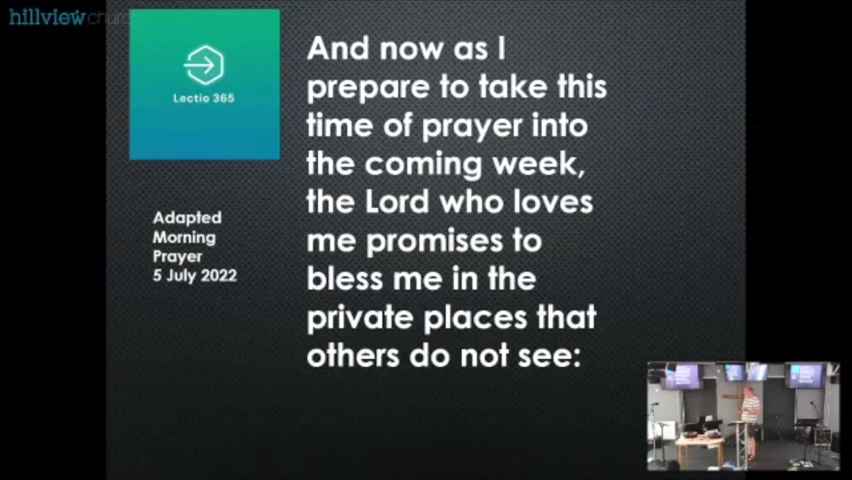 hillview church
Lectio 365
Adapted
Morning
Prayer
5 July 2022
And now as I
prepare to take this
time of prayer into
the coming week,
the Lord who loves
me promises to
bless me in the
private places that
others do not see: